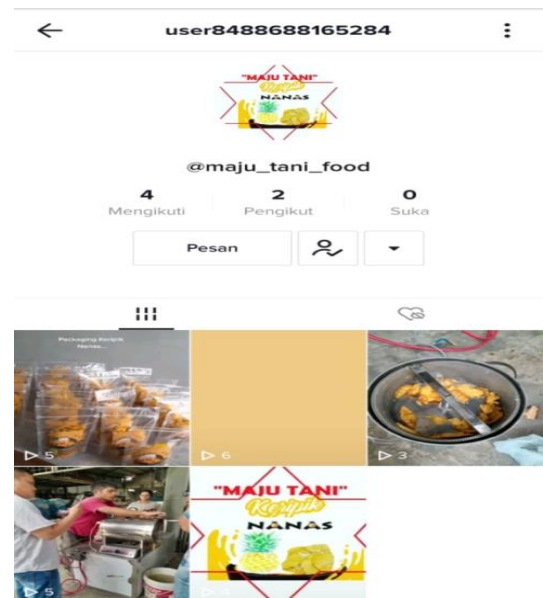 user8488688165284
"MAJU TANI"
Keripik
NANAS
@maju_tani_food
4 2 0
Mengikuti Pengikut Suka
Pesan
Packaging Keripik
Nanas...
5 6 3
"MAJU TANI"
Keripik
NANAS
5 4